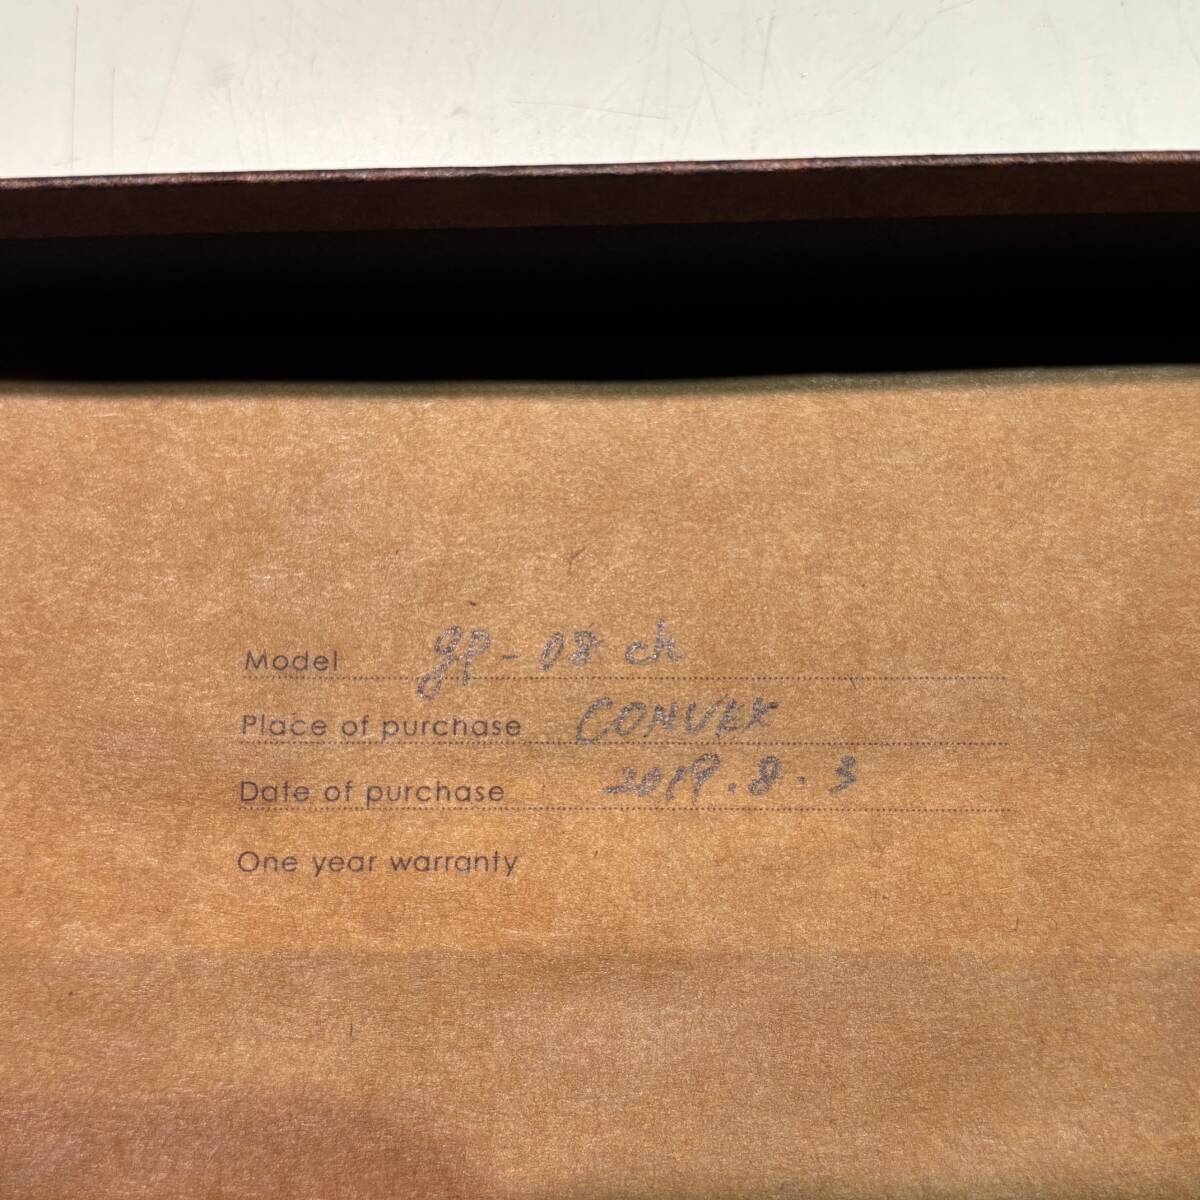 Model gp-08 ch
Place of purchase CONVEX
Date of purchase 2019.8.3
One year warranty